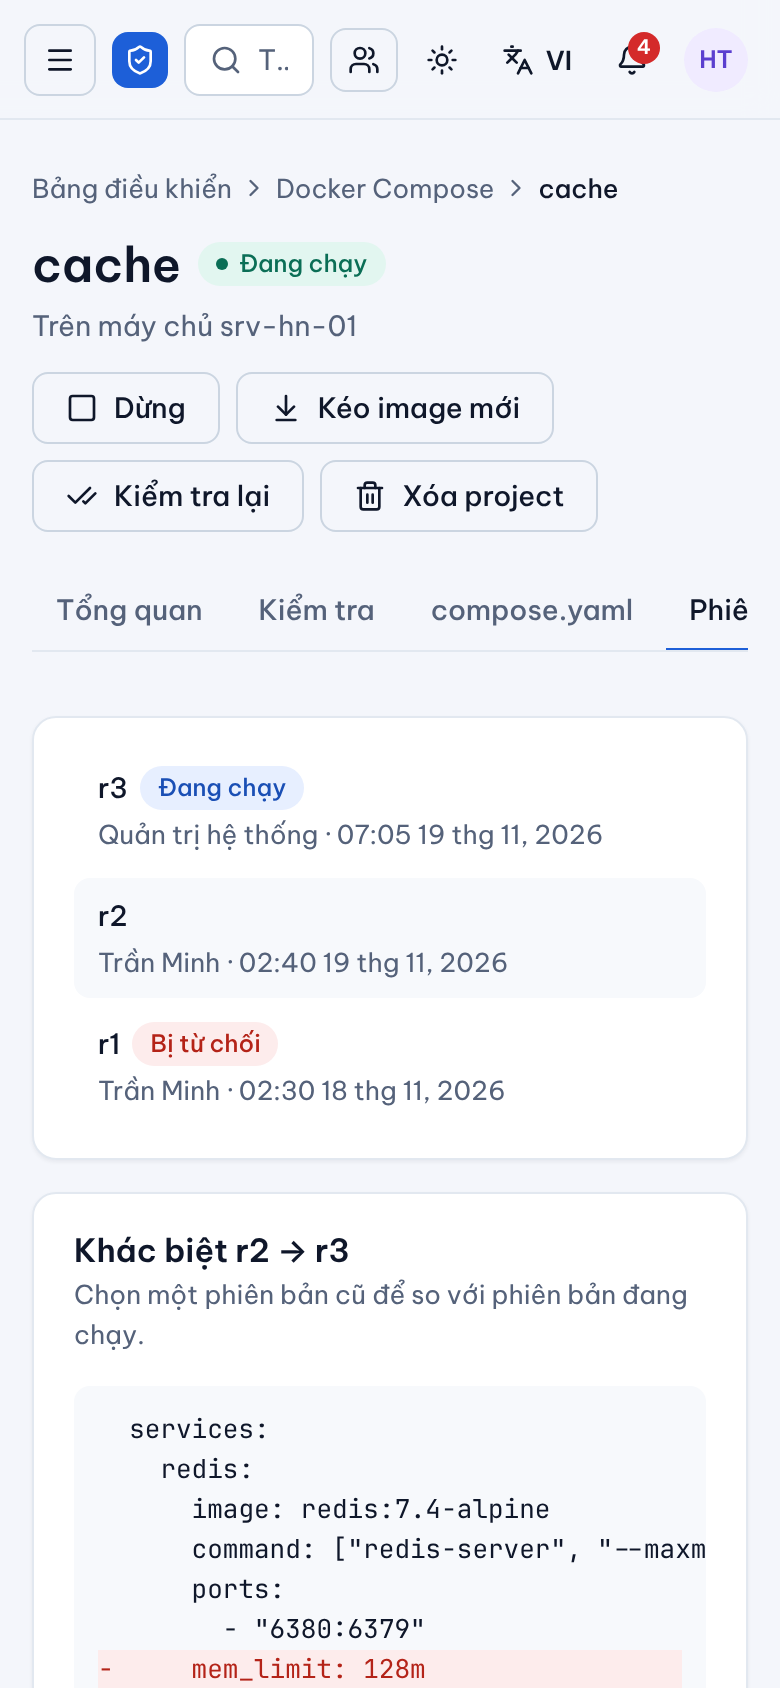 T..
VI
4
HT
Bảng điều khiển > Docker Compose > cache
cache
Đang chạy
Trên máy chủ srv-hn-01
Dừng
Kéo image mới
Kiểm tra lại
Xóa project
Tổng quan
Kiểm tra
compose.yaml
Phiê
r3 Đang chạy
Quản trị hệ thống · 07:05 19 thg 11, 2026
r2
Trần Minh · 02:40 19 thg 11, 2026
r1 Bị từ chối
Trần Minh · 02:30 18 thg 11, 2026
Khác biệt r2 → r3
Chọn một phiên bản cũ để so với phiên bản đang
chạy.
services:
redis:
image: redis:7.4-alpine
command: ["redis-server", "--maxm
ports:
- "6380:6379"
- mem_limit: 128m